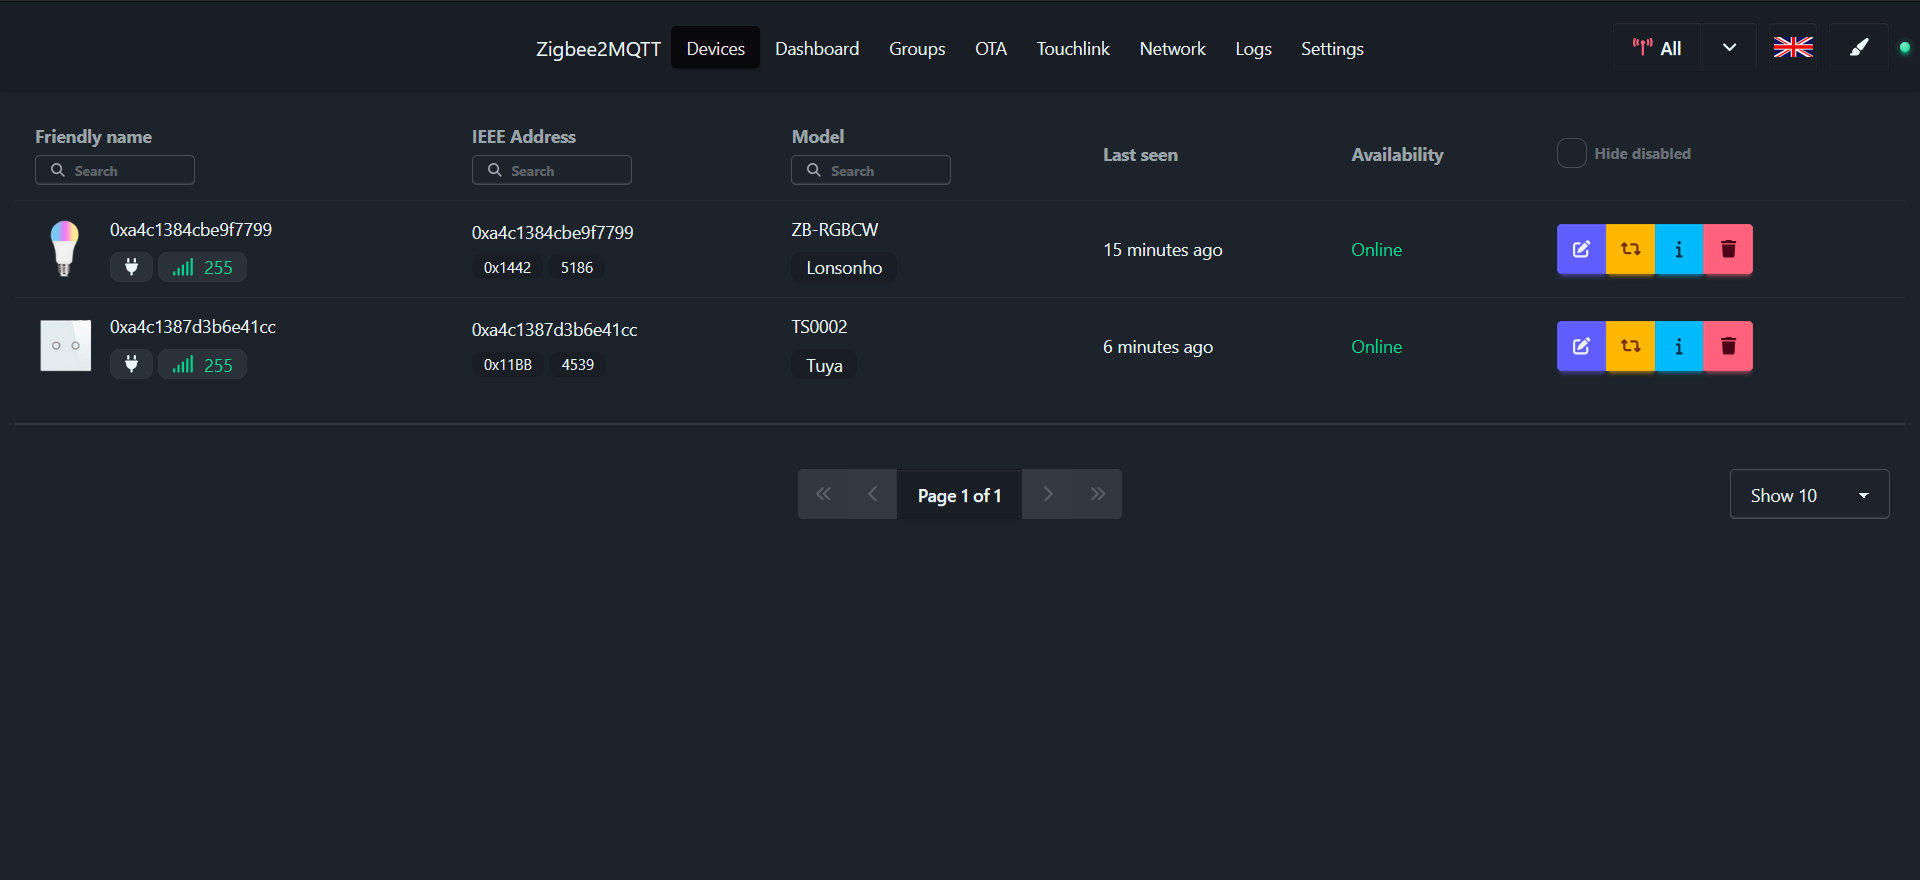 Zigbee2MQTT Devices Dashboard Groups OTA Touchlink Network Logs Settings All
Friendly name IEEE Address Model Last seen Availability Hide disabled
Search Search Search
0xa4c1384cbe9f7799 0xa4c1384cbe9f7799 ZB-RGBCW 15 minutes ago Online
255 0x1442 5186 Lonsonho
0xa4c1387d3b6e41cc 0xa4c1387d3b6e41cc TS0002 6 minutes ago Online
255 0x11BB 4539 Tuya
Page 1 of 1 Show 10